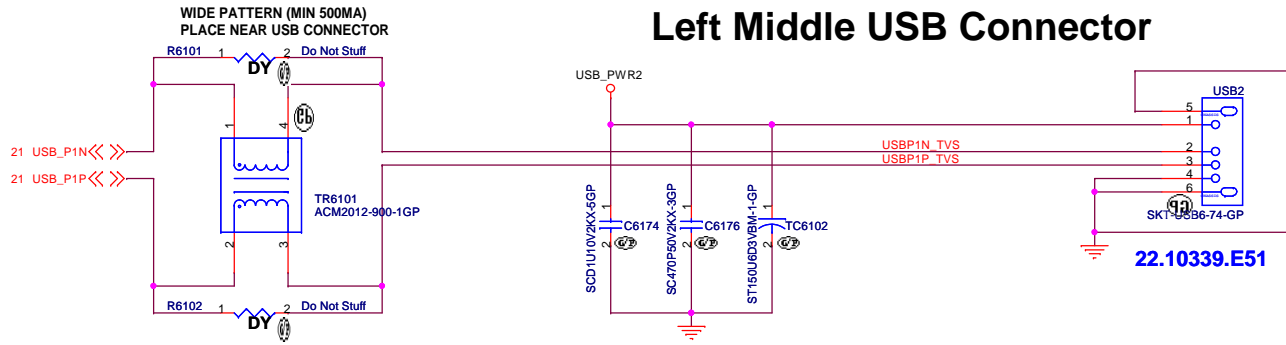 WIDE PATTERN (MIN 500MA)
PLACE NEAR USB CONNECTOR
Left Middle USB Connector
R6101 1 2 Do Not Stuff
DY
USB_PWR2
USB2
1 4
5
1
21 USB_P1N
USBP1N_TVS
2
USBP1P_TVS
3
21 USB_P1P
4
6
TR6101
ACM2012-900-1GP
2 3
SCD1U10V2KX-5GP
1
C6174
2
SC470P50V2KX-3GP
1
C6176
2
ST150U6D3VBM-1-GP
1
TC6102
2
SKT-USB6-74-GP
22.10339.E51
R6102 1 2 Do Not Stuff
DY